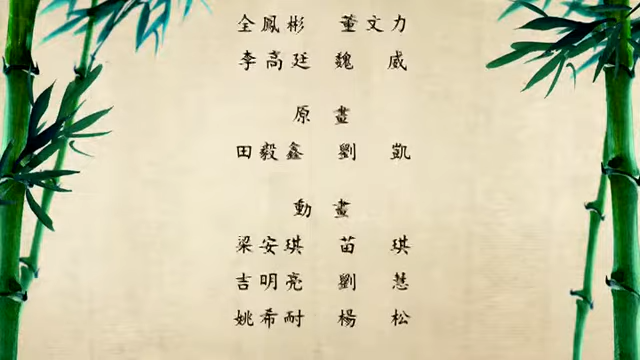 全鳳彬 董文力
李高廷 魏威
原畫
田毅鑫 劉凱
動畫
梁安琪 苗琪
吉明亮 劉慧
姚希耐 楊松